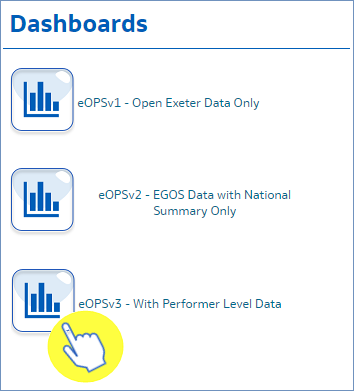 Dashboards
eOPSv1 - Open Exeter Data Only
eOPSv2 - EGOS Data with National
Summary Only
eOPSv3 - With Performer Level Data